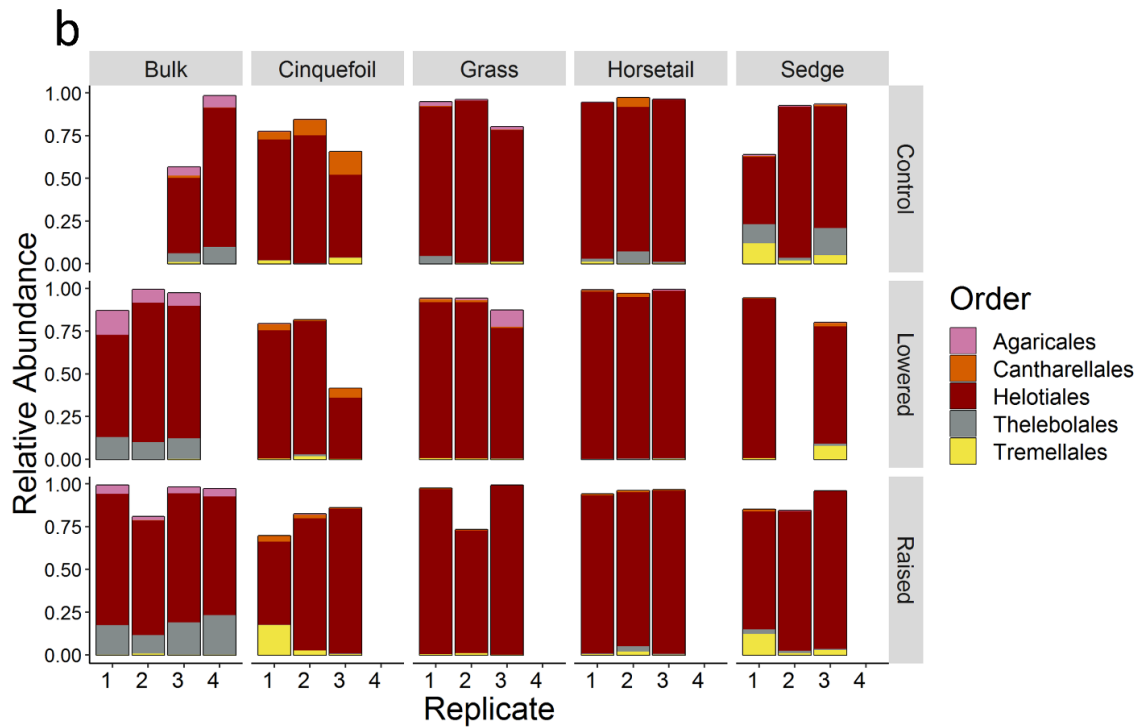 b
Bulk Cinquefoil Grass Horsetail Sedge
1.00
0.75
0.50
0.25
0.00
Control
1.00
0.75
0.50
0.25
0.00
Lowered
1.00
0.75
0.50
0.25
0.00
Raised
Relative Abundance
1 2 3 4 1 2 3 4 1 2 3 4 1 2 3 4 1 2 3 4
Replicate
Order
Agaricales
Cantharellales
Helotiales
Thelebolales
Tremellales